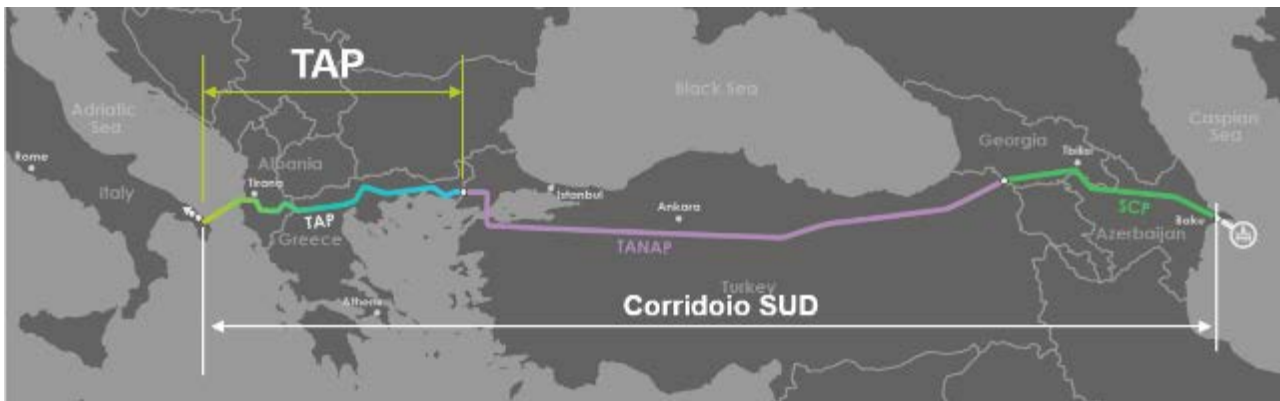 TAP
Black Sea
Adriatic
Sea
Caspian
Sea
Georgia
Tbilisi
Rome
Albania
Tirana
Italy
Istanbul
Ankara
TAP
SCP
Baku
Greece
TANAP
Azerbaijan
Turkey
Athens
Corridoio SUD